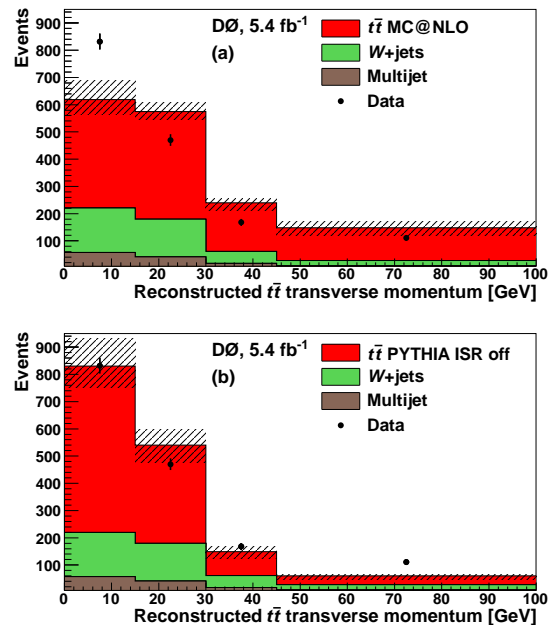 Events
900
800
700
600
500
400
300
200
100
DØ, 5.4 fb-1
(a)
tt̄ MC@NLO
W+jets
Multijet
Data
0 10 20 30 40 50 60 70 80 90 100
Reconstructed tt̄ transverse momentum [GeV]
Events
900
800
700
600
500
400
300
200
100
DØ, 5.4 fb-1
(b)
tt̄ PYTHIA ISR off
W+jets
Multijet
Data
0 10 20 30 40 50 60 70 80 90 100
Reconstructed tt̄ transverse momentum [GeV]